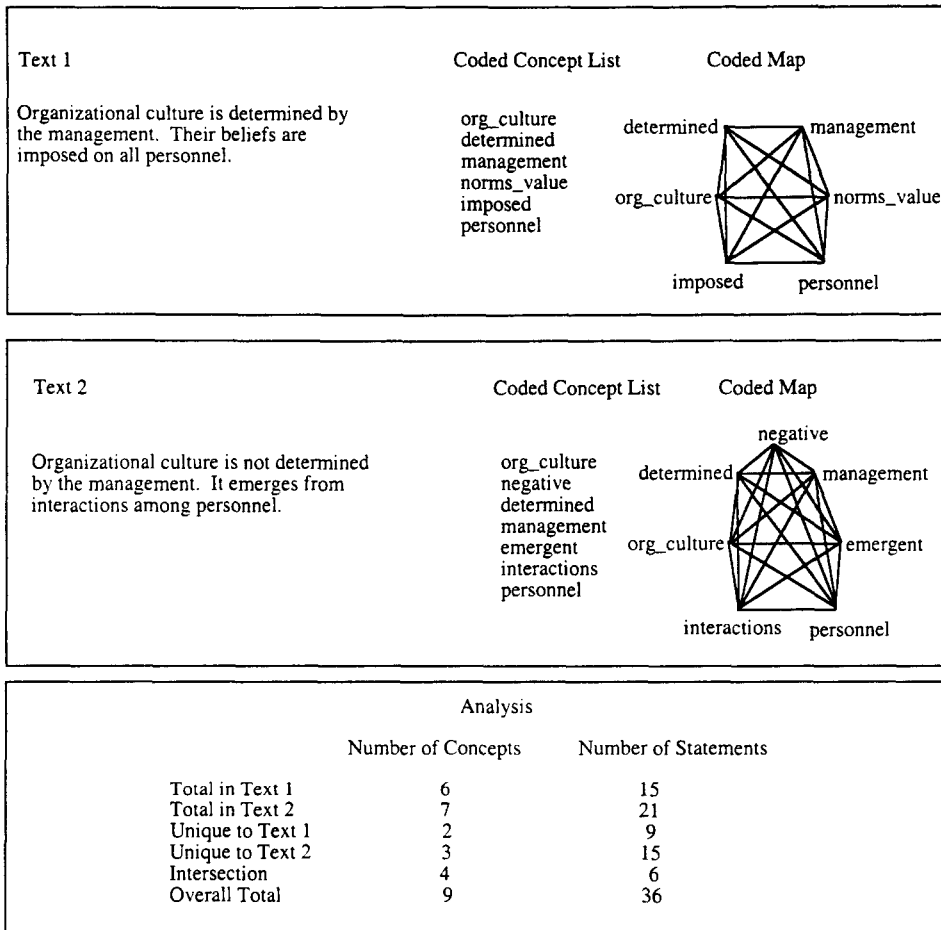 Text 1
Coded Concept List
Coded Map
Organizational culture is determined by
the management. Their beliefs are
imposed on all personnel.
org_culture
determined
management
norms_value
imposed
personnel
determined
management
org_culture
norms_value
imposed
personnel
Text 2
Coded Concept List
Coded Map
Organizational culture is not determined
by the management. It emerges from
interactions among personnel.
org_culture
negative
determined
management
emergent
interactions
personnel
negative
determined
management
org_culture
emergent
interactions
personnel
Analysis
Number of Concepts Number of Statements
Total in Text 1 6 15
Total in Text 2 7 21
Unique to Text 1 2 9
Unique to Text 2 3 15
Intersection 4 6
Overall Total 9 36